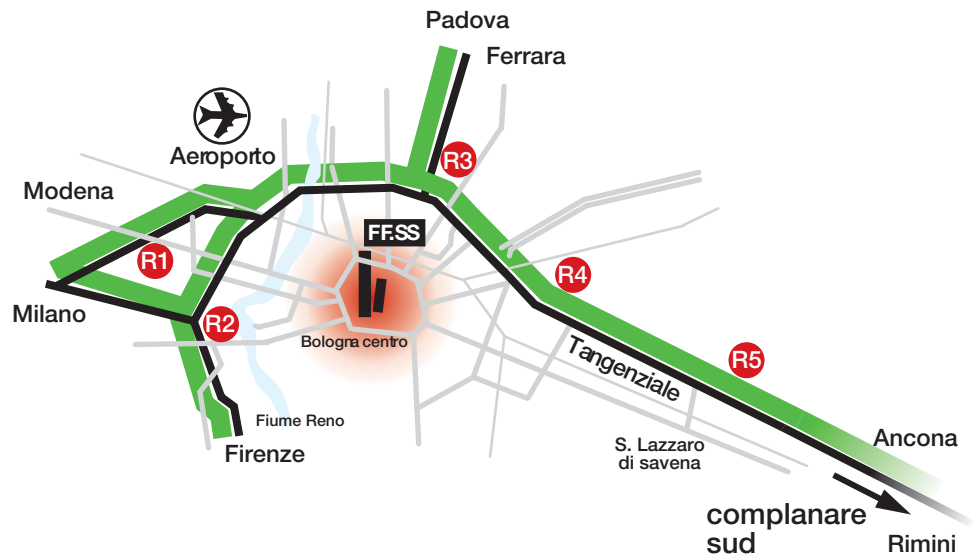 Padova
Ferrara
Aeroporto
R3
Modena
FF.SS
R1
R4
Milano
R2
Bologna centro
Tangenziale
R5
Fiume Reno
Firenze
S. Lazzaro
di savena
Ancona
complanare
sud
Rimini